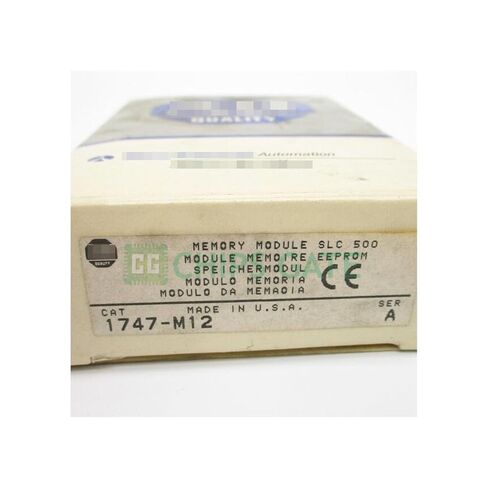 QUALITY
Automation
MEMORY MODULE SLC 500
MODULE MEMOIRE EEPROM
SPEICHERMODUL
MODULO MEMORIA
MODULO DA MEMAGIA
CE
CAT MADE IN U.S.A. SER
1747-M12 A